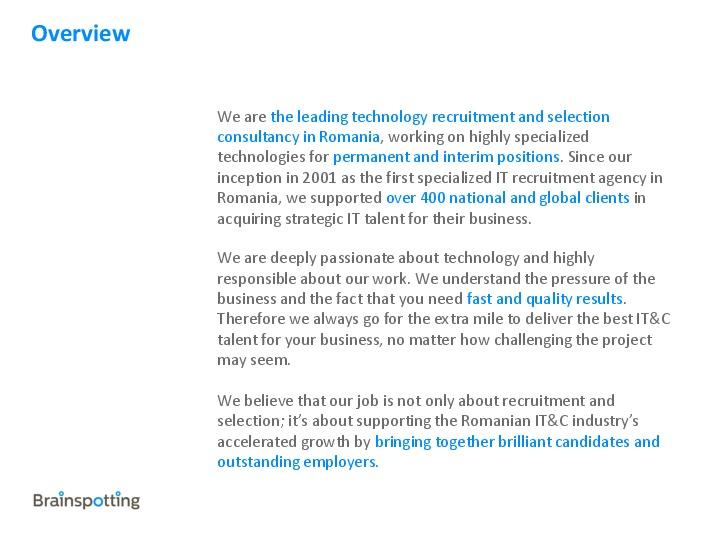 Overview
We are the leading technology recruitment and selection
consultancy in Romania, working on highly specialized
technologies for permanent and interim positions. Since our
inception in 2001 as the first specialized IT recruitment agency in
Romania, we supported over 400 national and global clients in
acquiring strategic IT talent for their business.
We are deeply passionate about technology and highly
responsible about our work. We understand the pressure of the
business and the fact that you need fast and quality results.
Therefore we always go for the extra mile to deliver the best IT&C
talent for your business, no matter how challenging the project
may seem.
We believe that our job is not only about recruitment and
selection; it's about supporting the Romanian IT&C industry's
accelerated growth by bringing together brilliant candidates and
outstanding employers.
Brainspotting